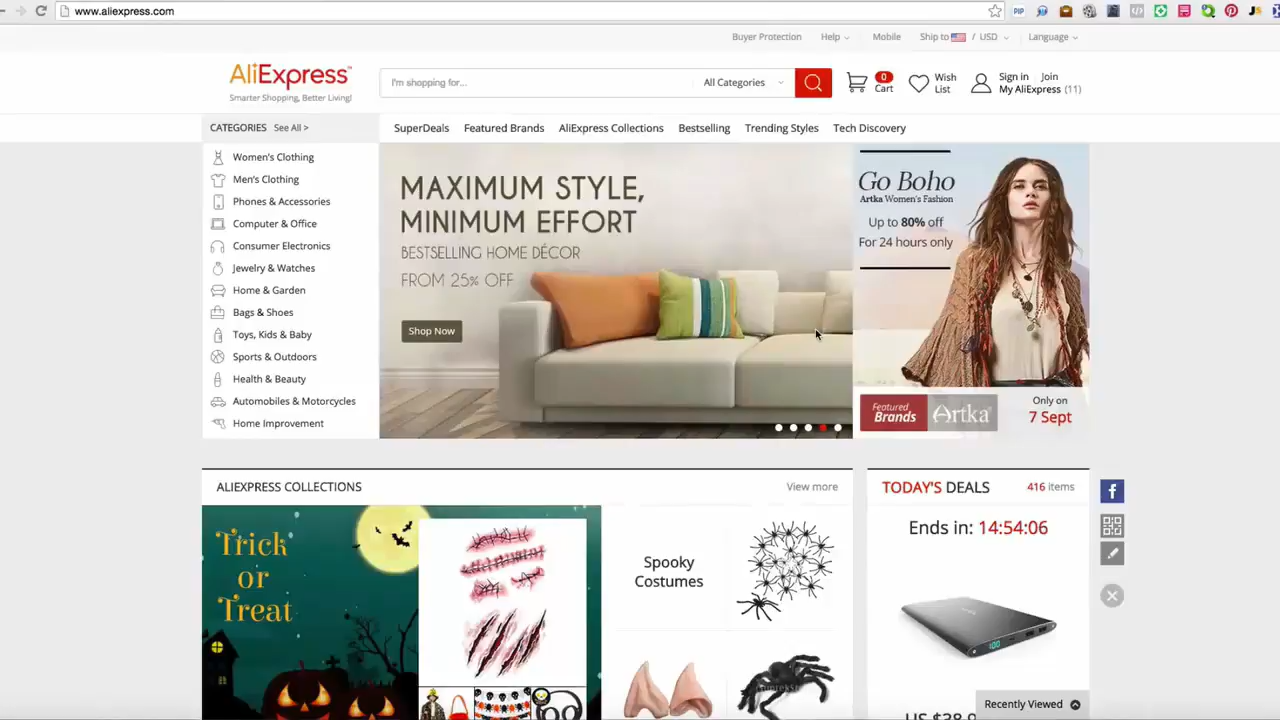 www.aliexpress.com
Buyer Protection Help Mobile Ship to / USD Language
AliExpress™
Smarter Shopping, Better Living!
I'm shopping for...
All Categories
0
Cart
Wish
List
Sign in Join
My AliExpress (11)
CATEGORIES See All >
SuperDeals Featured Brands AliExpress Collections Bestselling Trending Styles Tech Discovery
Women's Clothing
Men's Clothing
Phones & Accessories
Computer & Office
Consumer Electronics
Jewelry & Watches
Home & Garden
Bags & Shoes
Toys, Kids & Baby
Sports & Outdoors
Health & Beauty
Automobiles & Motorcycles
Home Improvement
MAXIMUM STYLE,
MINIMUM EFFORT
BESTSELLING HOME DÉCOR
FROM 25% OFF
Shop Now
Go Boho
Artka Women's Fashion
Up to 80% off
For 24 hours only
Featured
Brands
Artka
Only on
7 Sept
ALIEXPRESS COLLECTIONS View more
Trick
or
Treat
Spooky
Costumes
TODAY'S DEALS 416 items
Ends in: 14:54:06
Recently Viewed